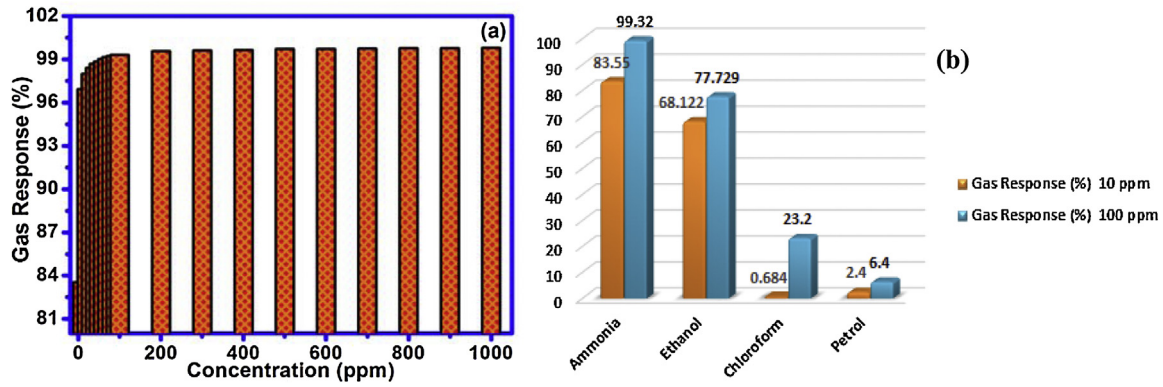 (a)
Gas Response (%)
102
99
96
93
90
87
84
81
0 200 400 600 800 1000
Concentration (ppm)
(b)
100
90
80
70
60
50
40
30
20
10
0
83.55
99.32
68.122
77.729
0.684
23.2
2.4
6.4
Ammonia
Ethanol
Chloroform
Petrol
Gas Response (%) 10 ppm
Gas Response (%) 100 ppm